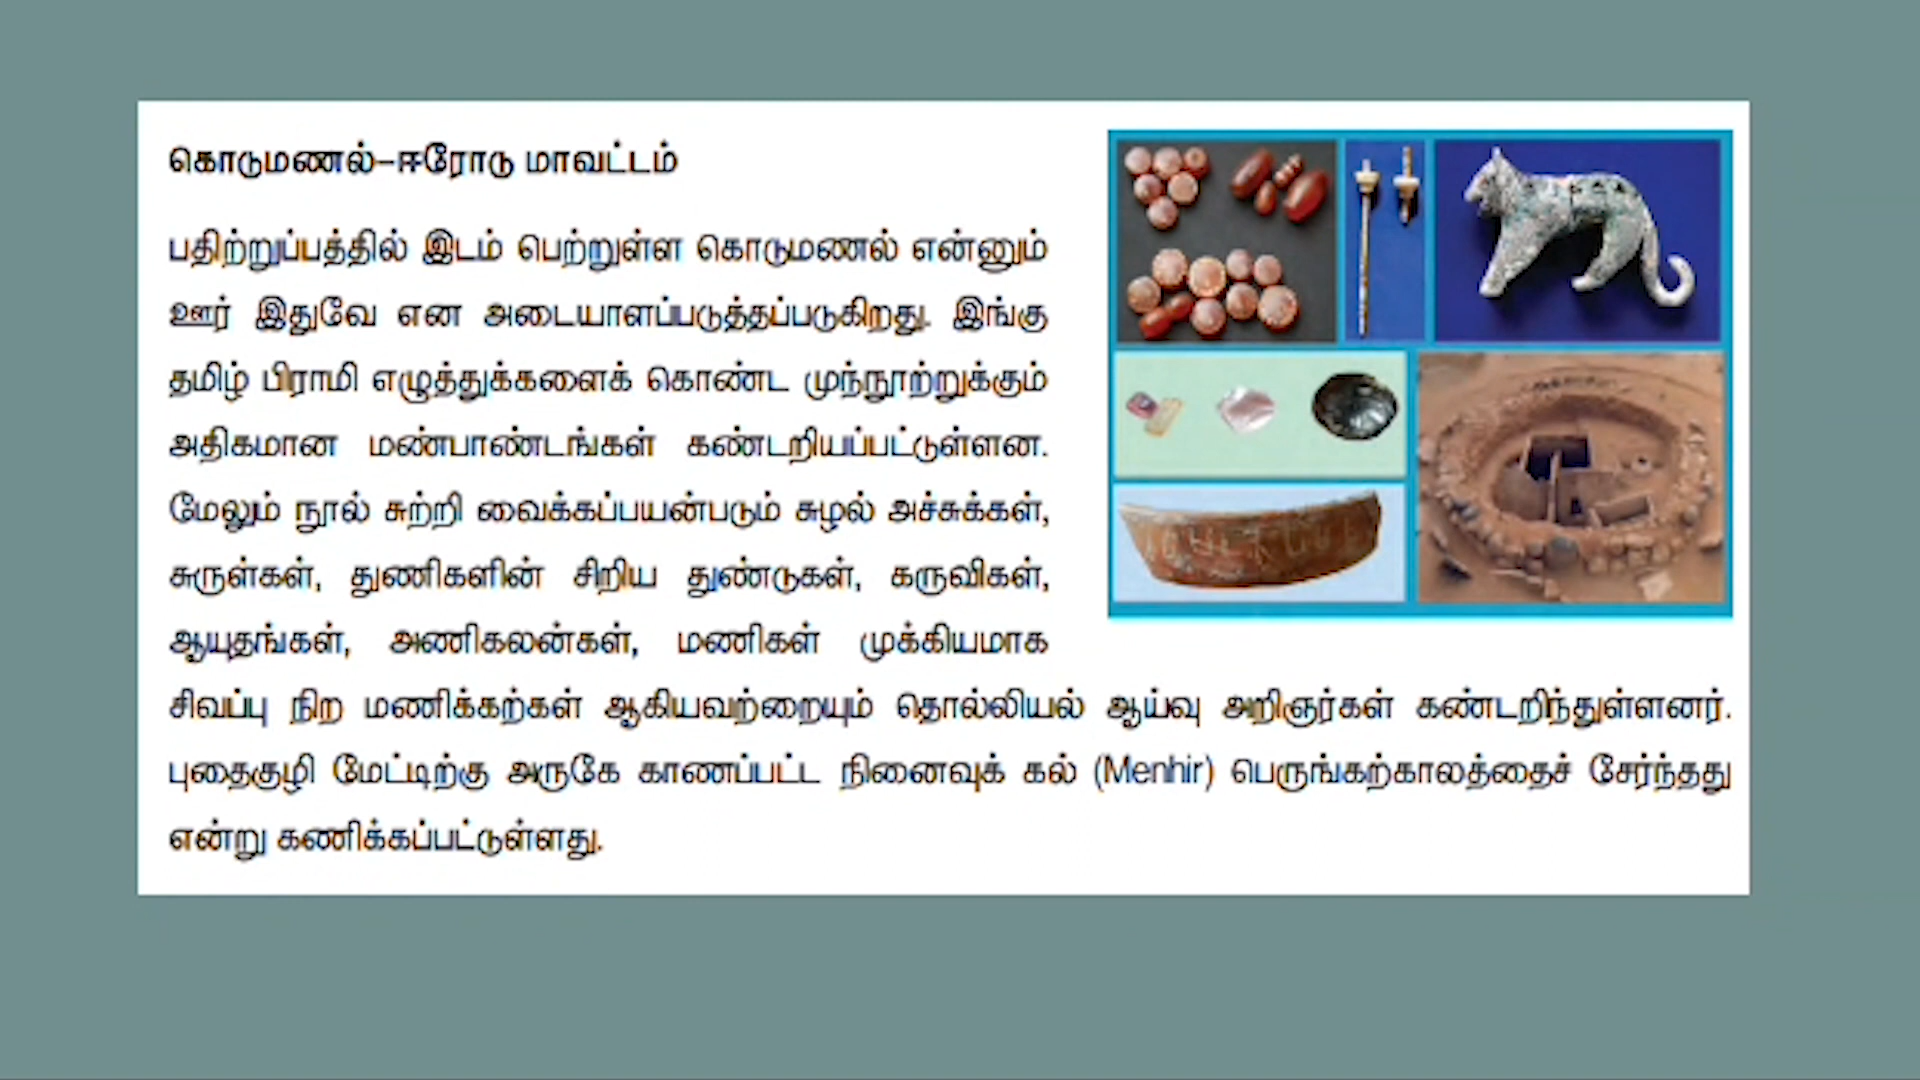 கொடுமணல்–ஈரோடு மாவட்டம்
பதிற்றுப்பத்தில் இடம் பெற்றுள்ள கொடுமணல் என்னும்
ஊர் இதுவே என அடையாளப்படுத்தப்படுகிறது. இங்கு
தமிழ் பிராமி எழுத்துக்களைக் கொண்ட முந்நூற்றுக்கும்
அதிகமான மண்பாண்டங்கள் கண்டறியப்பட்டுள்ளன.
மேலும் நூல் சுற்றி வைக்கப்பயன்படும் சுழல் அச்சுக்கள்,
சுருள்கள், துணிகளின் சிறிய துண்டுகள், கருவிகள்,
ஆயுதங்கள், அணிகலன்கள், மணிகள் முக்கியமாக
சிவப்பு நிற மணிக்கற்கள் ஆகியவற்றையும் தொல்லியல் ஆய்வு அறிஞர்கள் கண்டறிந்துள்ளனர்.
புதைகுழி மேட்டிற்கு அருகே காணப்பட்ட நினைவுக் கல் (Menhir) பெருங்கற்காலத்தைச் சேர்ந்தது
என்று கணிக்கப்பட்டுள்ளது.